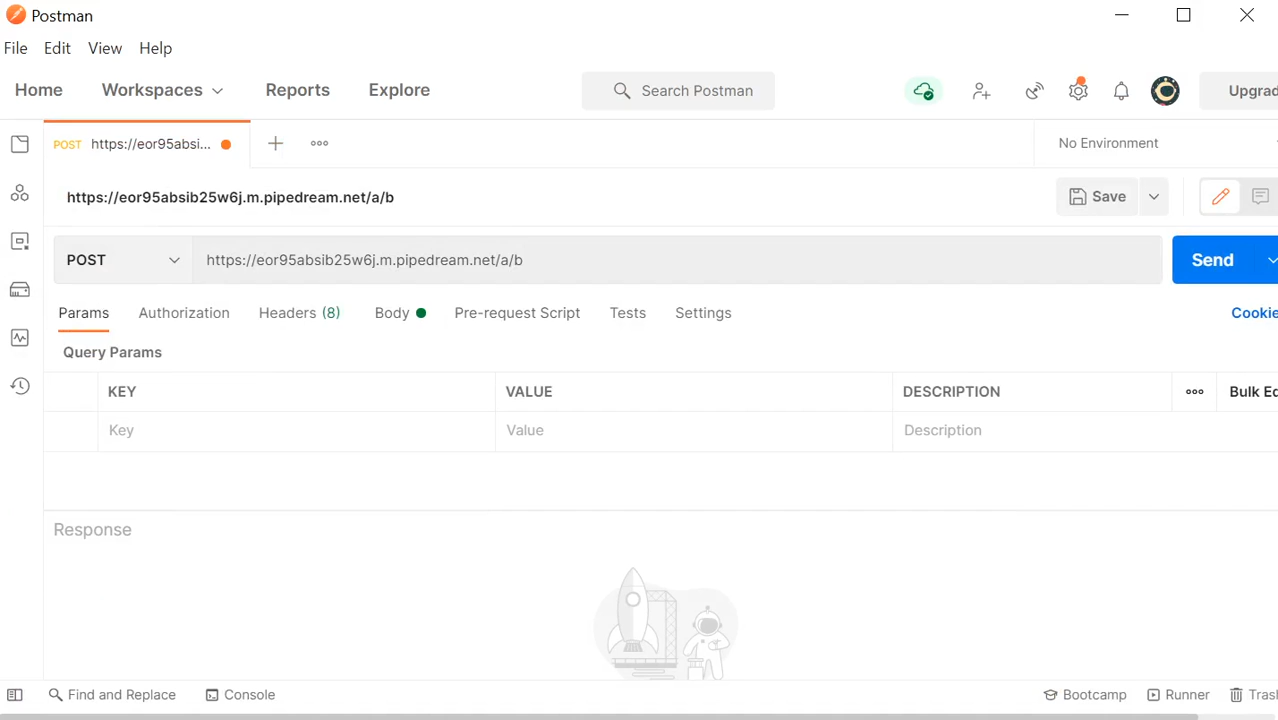 Postman
File Edit View Help
Home Workspaces Reports Explore Search Postman Upgrad
POST https://eor95absi... No Environment
https://eor95absib25w6j.m.pipedream.net/a/b Save
POST https://eor95absib25w6j.m.pipedream.net/a/b Send
Params Authorization Headers (8) Body Pre-request Script Tests Settings Cookie
Query Params
KEY VALUE DESCRIPTION Bulk Ed
Key Value Description
Response
Find and Replace Console Bootcamp Runner Trash